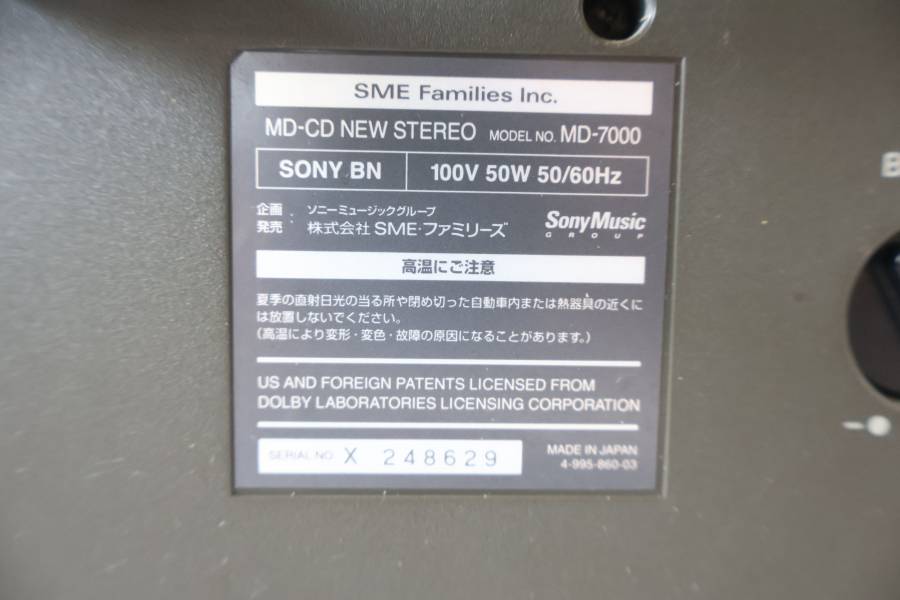 SME Families Inc.
MD-CD NEW STEREO MODEL NO. MD-7000
SONY BN 100V 50W 50/60Hz
企画 発売 : ソニーミュージックグループ
株式会社 SME・ファミリーズ
Sony Music
GROUP
高温にご注意
夏季の直射日光の当る所や閉め切った自動車内または熱器具の近くに
は放置しないでください。
(高温により変形・変色・故障の原因になることがあります。)
US AND FOREIGN PATENTS LICENSED FROM
DOLBY LABORATORIES LICENSING CORPORATION
SERIAL NO. X 248629
MADE IN JAPAN
4-995-860-03